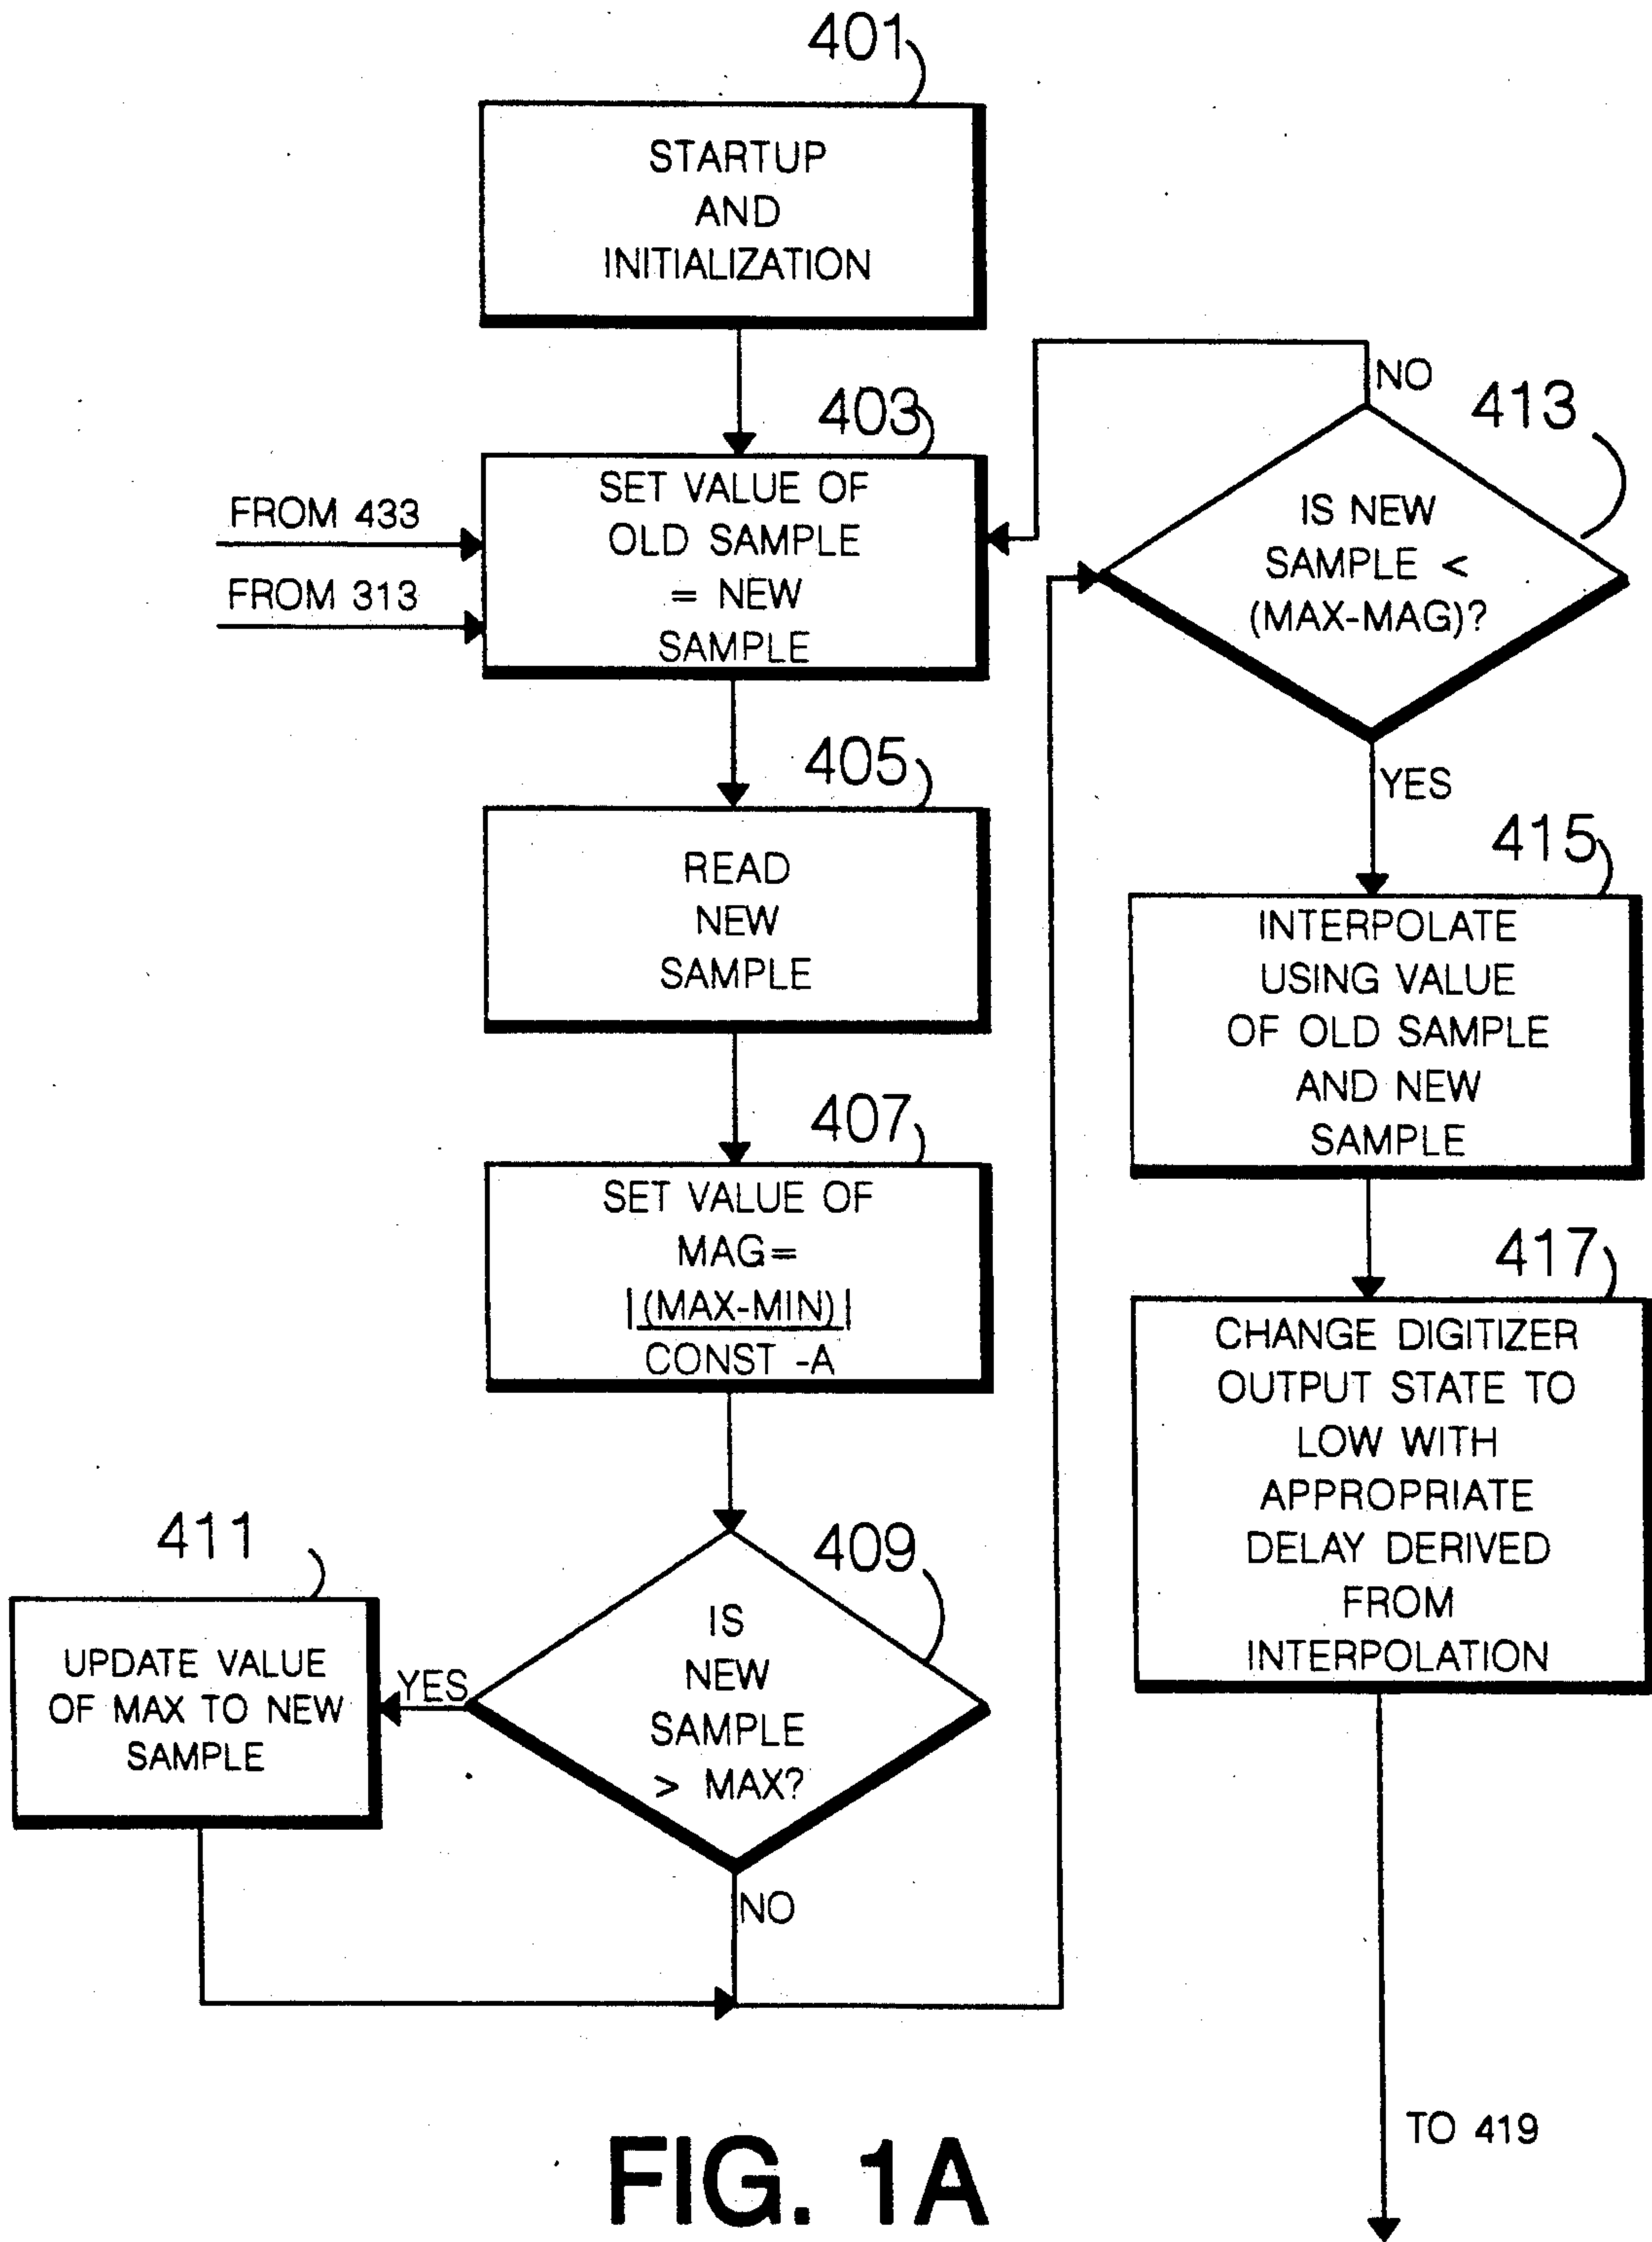 401
STARTUP
AND
INITIALIZATION
403
SET VALUE OF
OLD SAMPLE
= NEW
SAMPLE
FROM 433
FROM 313
405
READ
NEW
SAMPLE
407
SET VALUE OF
MAG=
|(MAX-MIN)|
CONST -A
409
IS
NEW
SAMPLE
> MAX?
YES
NO
411
UPDATE VALUE
OF MAX TO NEW
SAMPLE
413
IS NEW
SAMPLE <
(MAX-MAG)?
NO
YES
415
INTERPOLATE
USING VALUE
OF OLD SAMPLE
AND NEW
SAMPLE
417
CHANGE DIGITIZER
OUTPUT STATE TO
LOW WITH
APPROPRIATE
DELAY DERIVED
FROM
INTERPOLATION
TO 419
FIG. 1A